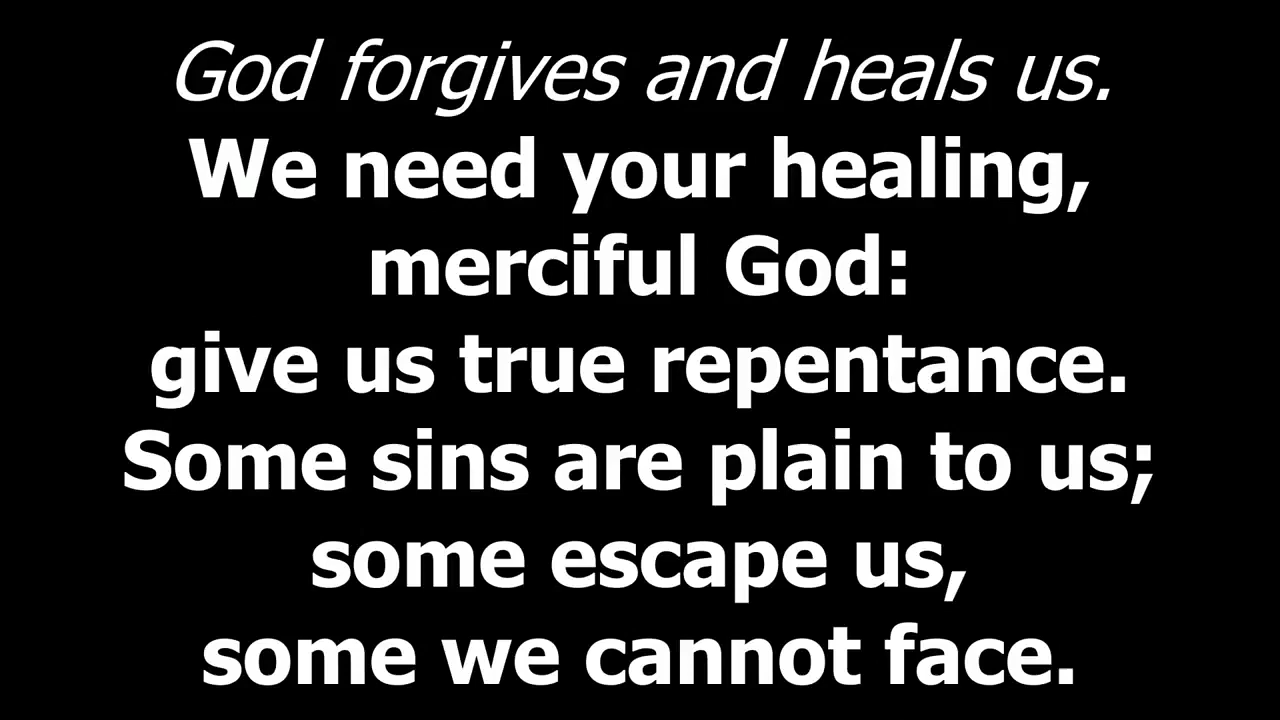 God forgives and heals us.
We need your healing,
merciful God:
give us true repentance.
Some sins are plain to us;
some escape us,
some we cannot face.